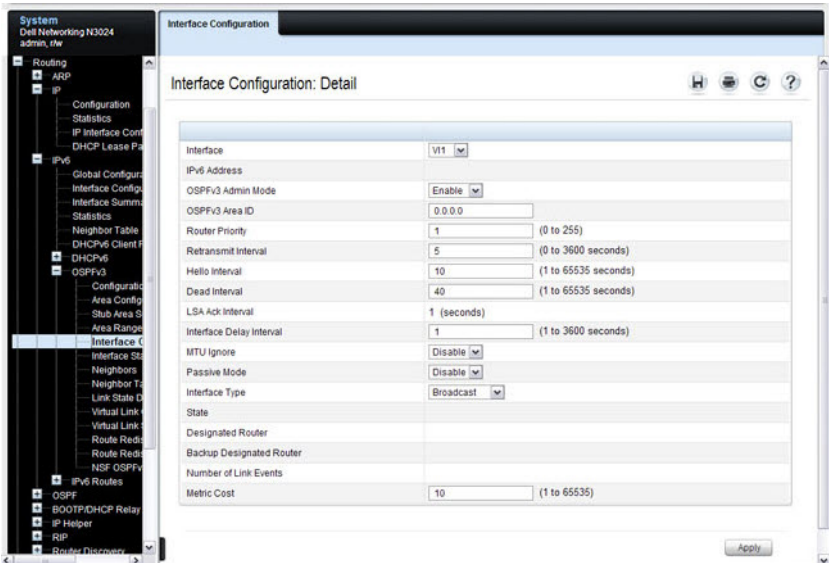 System
Dell Networking N3024
admin, r/w
Interface Configuration
Routing
ARP
IP
Configuration
Statistics
IP Interface Conf
DHCP Lease Pa
IPv6
Global Configura
Interface Configu
Interface Summa
Statistics
Neighbor Table
DHCPv6 Client P
DHCPv6
OSPFv3
Configuratio
Area Config
Stub Area S
Area Range
Interface C
Interface Sta
Neighbors
Neighbor Ta
Link State D
Virtual Link
Virtual Link
Route Redis
Route Redis
NSF OSPFv
IPv6 Routes
OSPF
BOOTP/DHCP Relay
IP Helper
RIP
Router Discovery
Interface Configuration: Detail
Interface VI1
IPv6 Address
OSPFv3 Admin Mode Enable
OSPFv3 Area ID 0.0.0.0
Router Priority 1 (0 to 255)
Retransmit Interval 5 (0 to 3600 seconds)
Hello Interval 10 (1 to 65535 seconds)
Dead Interval 40 (1 to 65535 seconds)
LSA Ack Interval 1 (seconds)
Interface Delay Interval 1 (1 to 3600 seconds)
MTU Ignore Disable
Passive Mode Disable
Interface Type Broadcast
State
Designated Router
Backup Designated Router
Number of Link Events
Metric Cost 10 (1 to 65535)
Apply